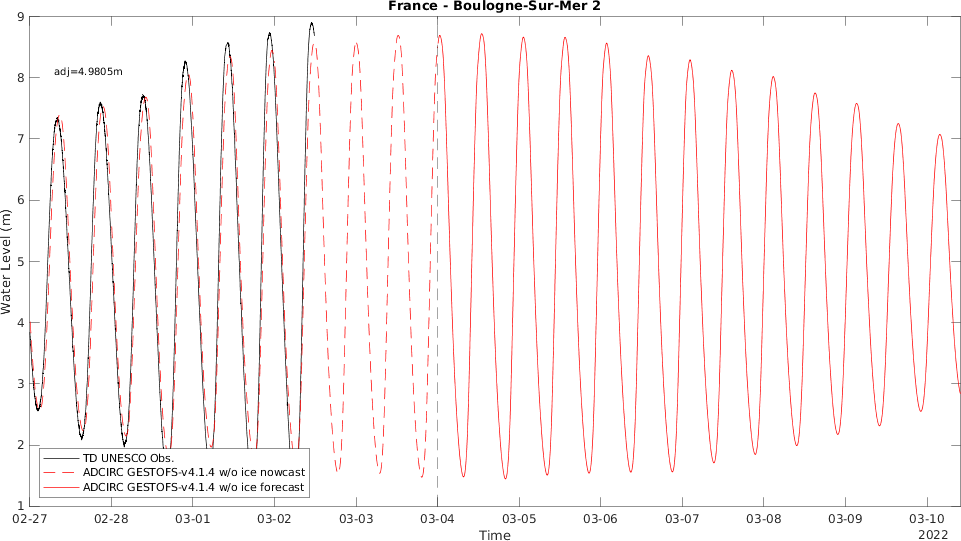 France - Boulogne-Sur-Mer 2
9
adj=4.9805m
8
7
6
5
4
3
2
1
Water Level (m)
TD UNESCO Obs.
ADCIRC GESTOFS-v4.1.4 w/o ice nowcast
ADCIRC GESTOFS-v4.1.4 w/o ice forecast
02-27 02-28 03-01 03-02 03-03 03-04 03-05 03-06 03-07 03-08 03-09 03-10
Time
2022